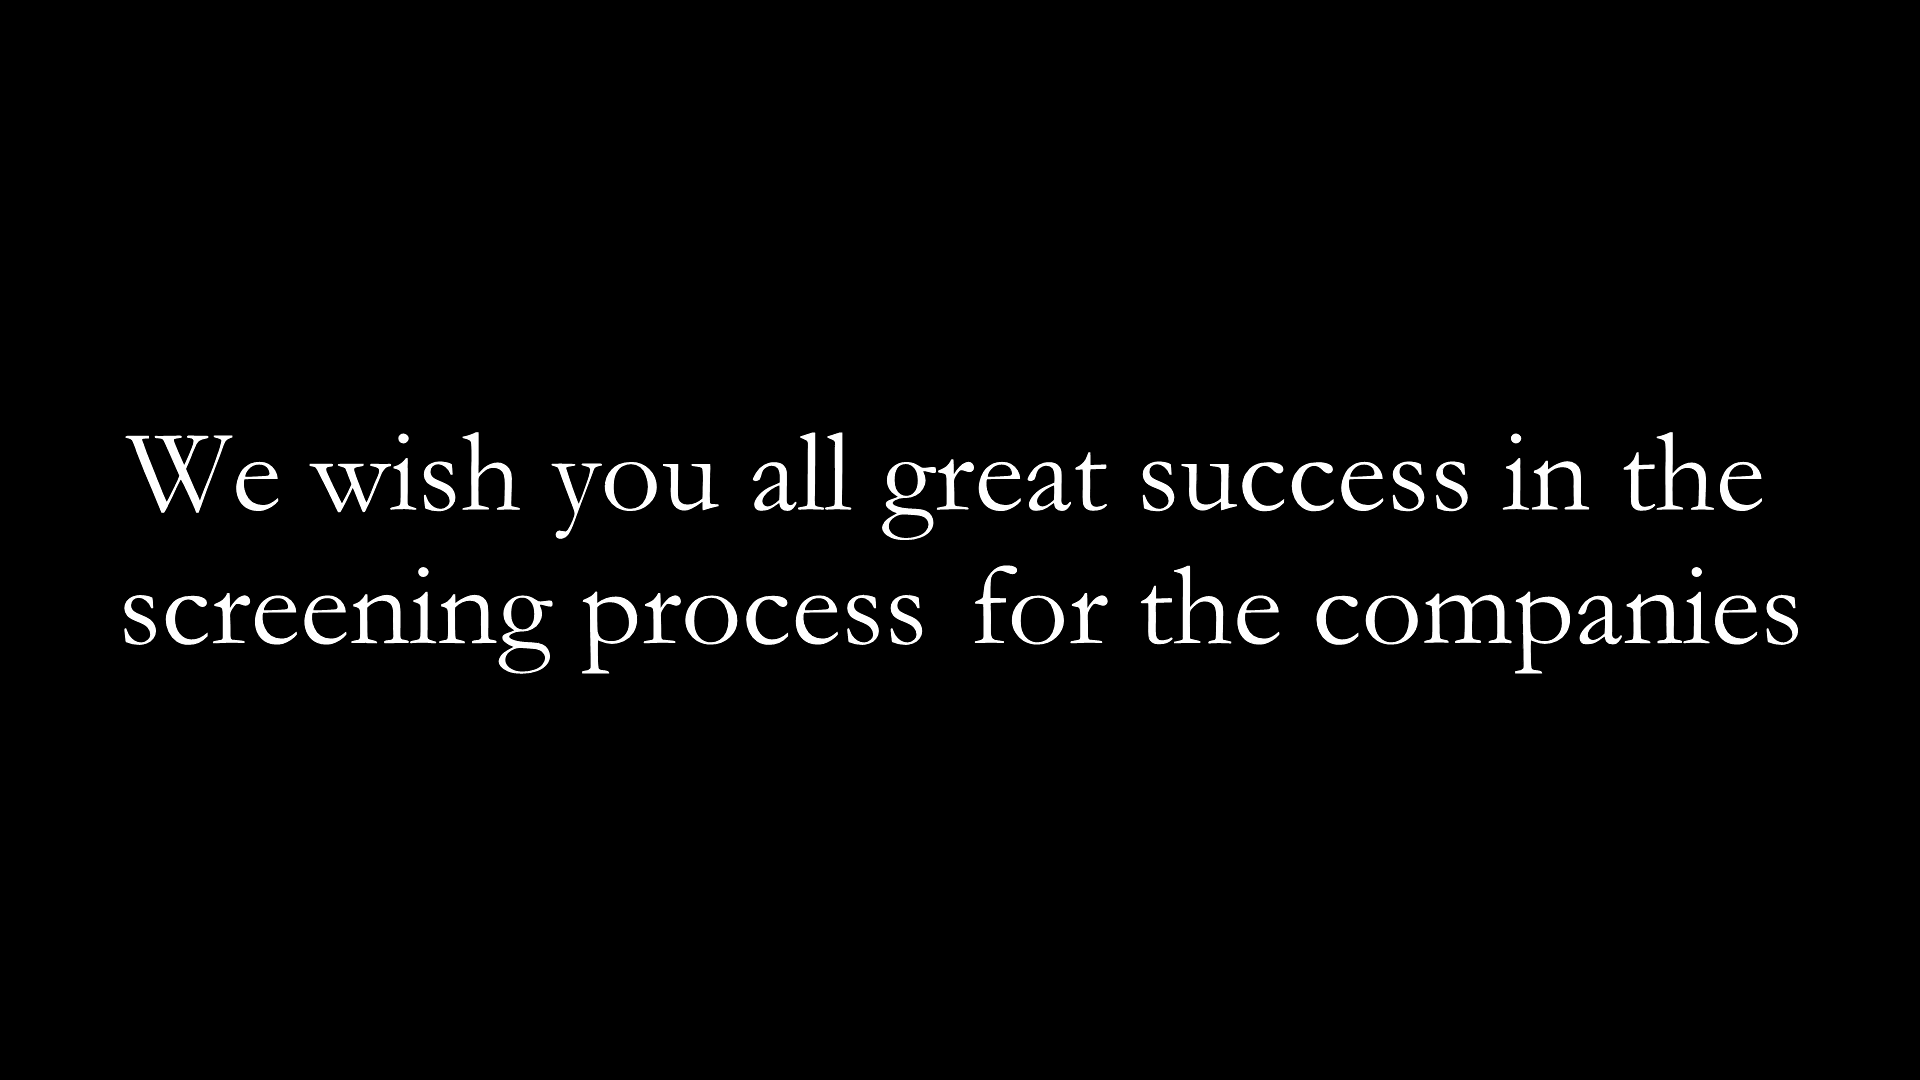 We wish you all great success in the
screening process  for the companies